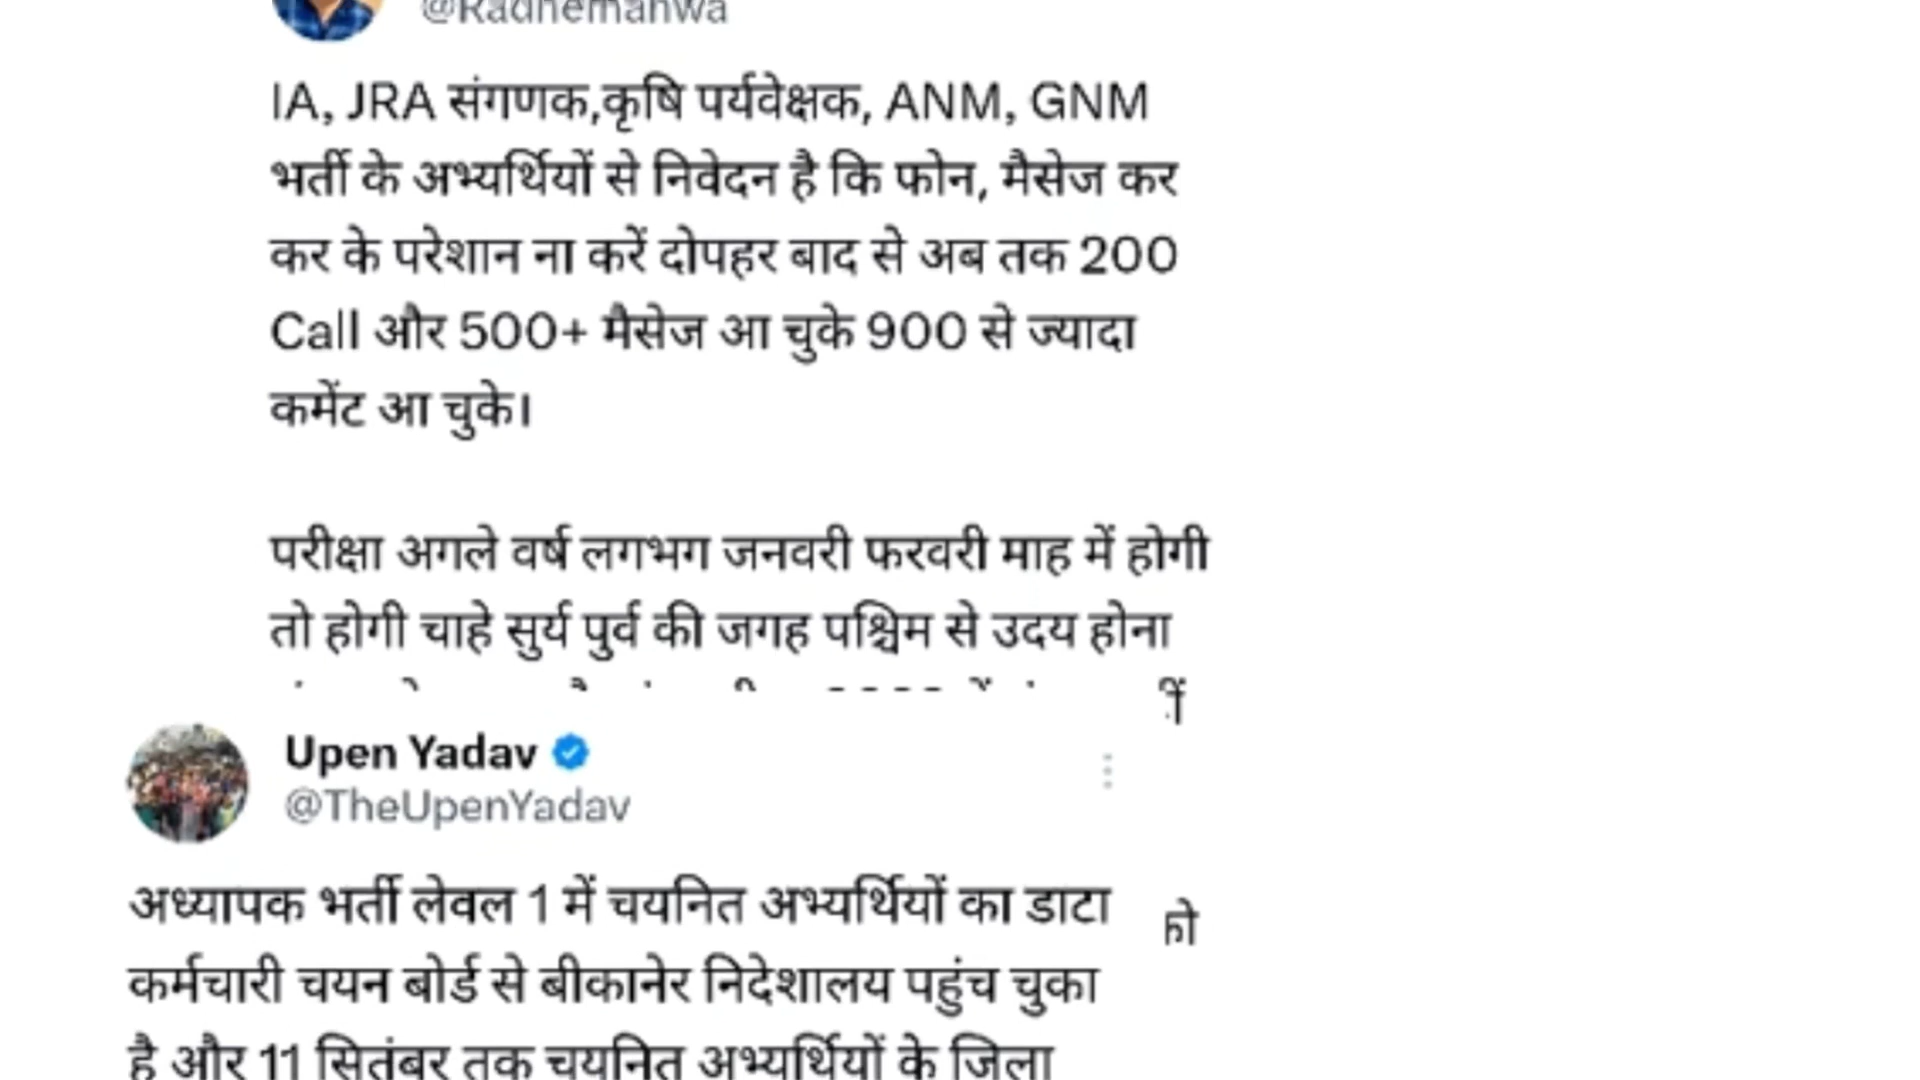 @Radhemahwa
IA, JRA संगणक,कृषि पर्यवेक्षक, ANM, GNM
भर्ती के अभ्यर्थियों से निवेदन है कि फोन, मैसेज कर
कर के परेशान ना करें दोपहर बाद से अब तक 200
Call और 500+ मैसेज आ चुके 900 से ज्यादा
कमेंट आ चुके।
परीक्षा अगले वर्ष लगभग जनवरी फरवरी माह में होगी
तो होगी चाहे सुर्य पुर्व की जगह पश्चिम से उदय होना
Upen Yadav
@TheUpenYadav
अध्यापक भर्ती लेवल 1 में चयनित अभ्यर्थियों का डाटा
कर्मचारी चयन बोर्ड से बीकानेर निदेशालय पहुंच चुका
है और 11 सितंबर तक चयनित अभ्यर्थियों के जिला